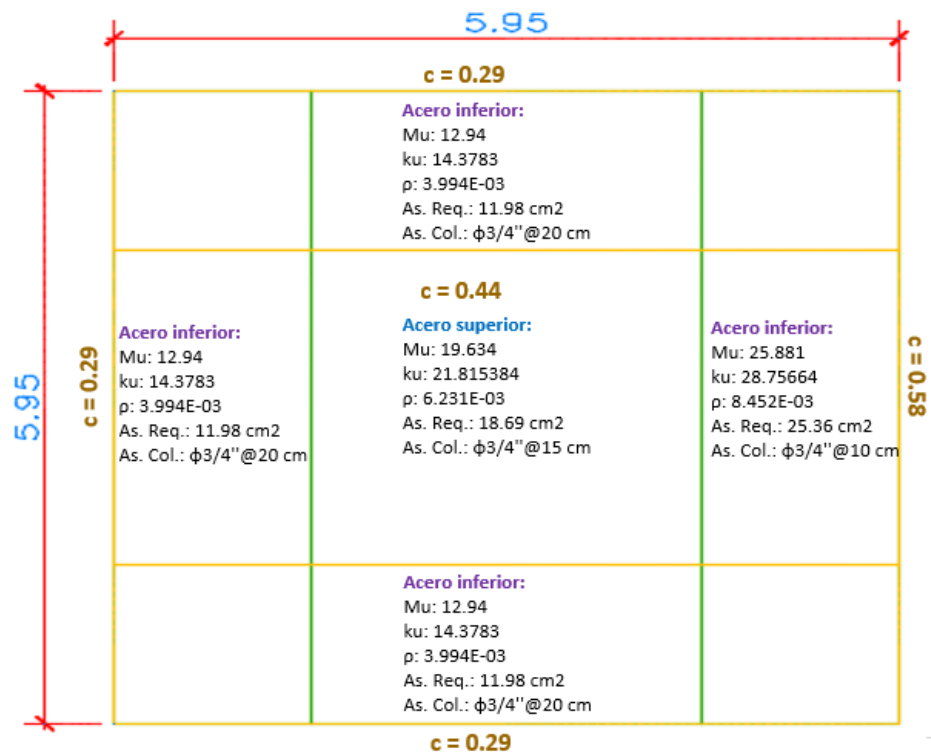 5.95
c = 0.29
Acero inferior:
Mu: 12.94
ku: 14.3783
ρ: 3.994E-03
As. Req.: 11.98 cm2
As. Col.: ϕ3/4"@20 cm
5.95
c = 0.29
Acero inferior:
Mu: 12.94
ku: 14.3783
ρ: 3.994E-03
As. Req.: 11.98 cm2
As. Col.: ϕ3/4"@20 cm
c = 0.44
Acero superior:
Mu: 19.634
ku: 21.815384
ρ: 6.231E-03
As. Req.: 18.69 cm2
As. Col.: ϕ3/4"@15 cm
Acero inferior:
Mu: 25.881
ku: 28.75664
ρ: 8.452E-03
As. Req.: 25.36 cm2
As. Col.: ϕ3/4"@10 cm
c = 0.58
Acero inferior:
Mu: 12.94
ku: 14.3783
ρ: 3.994E-03
As. Req.: 11.98 cm2
As. Col.: ϕ3/4"@20 cm
c = 0.29